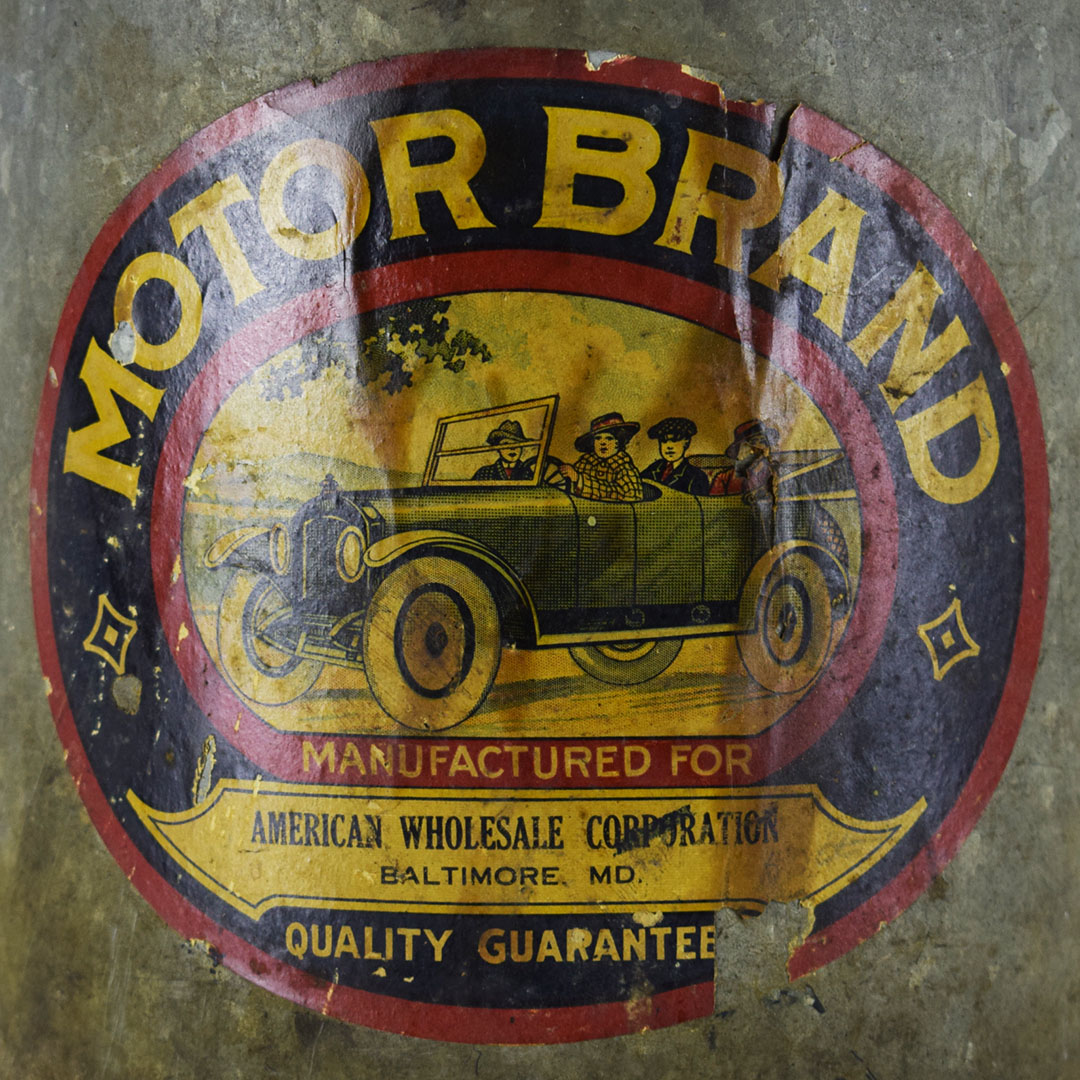 MOTOR BRAND
MANUFACTURED FOR
AMERICAN WHOLESALE CORPORATION
BALTIMORE MD.
QUALITY GUARANTEE